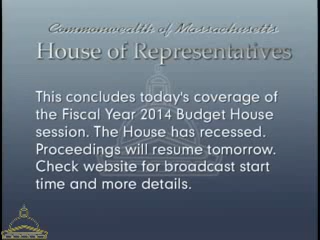 Commonwealth of Massachusetts
House of Representatives
This concludes today's coverage of
the Fiscal Year 2014 Budget House
session. The House has recessed.
Proceedings will resume tomorrow.
Check website for broadcast start
time and more details.